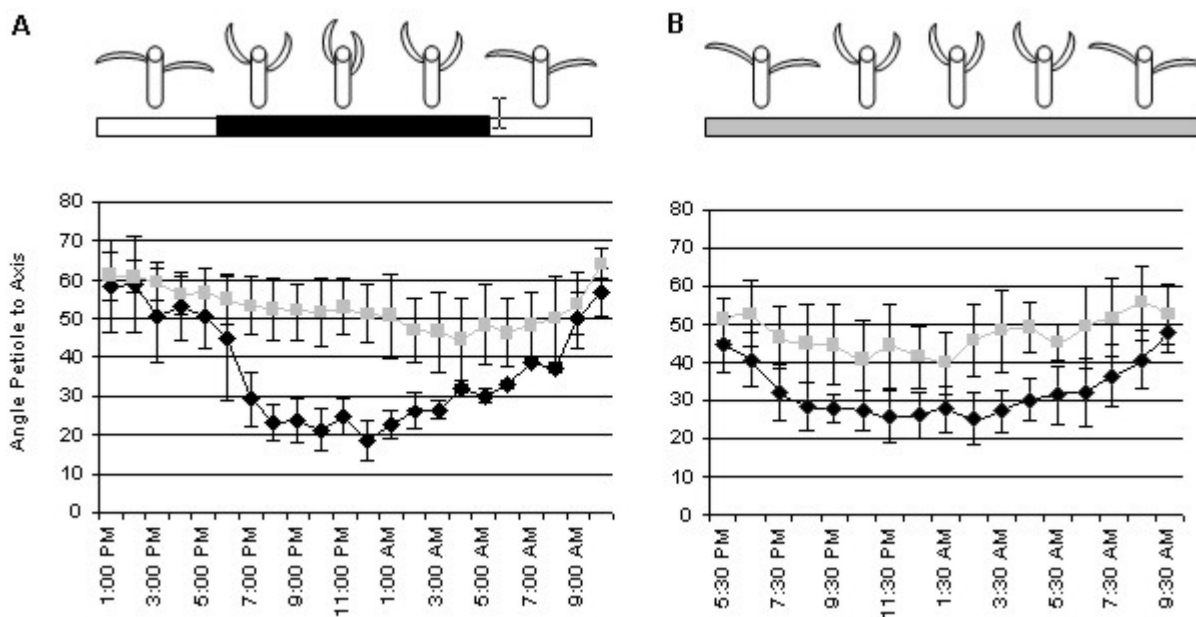 A
B
80
70
60
50
40
30
20
10
0
Angle Petiole to Axis
1:00 PM
3:00 PM
5:00 PM
7:00 PM
9:00 PM
11:00 PM
1:00 AM
3:00 AM
5:00 AM
7:00 AM
9:00 AM
80
70
60
50
40
30
20
10
0
5:30 PM
7:30 PM
9:30 PM
11:30 PM
1:30 AM
3:30 AM
5:30 AM
7:30 AM
9:30 AM